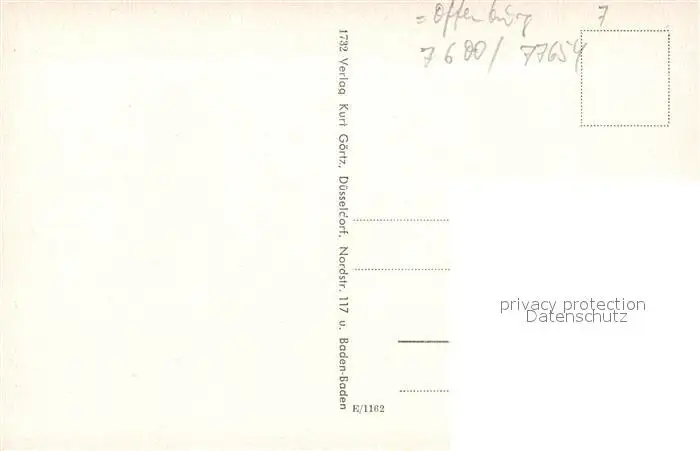 = Offenburg 7
7600/77654
1732 Verlag Kurt Görtz, Düsseldorf, Nordstr. 117 u. Baden-Baden
E/1162
privacy protection
Datenschutz